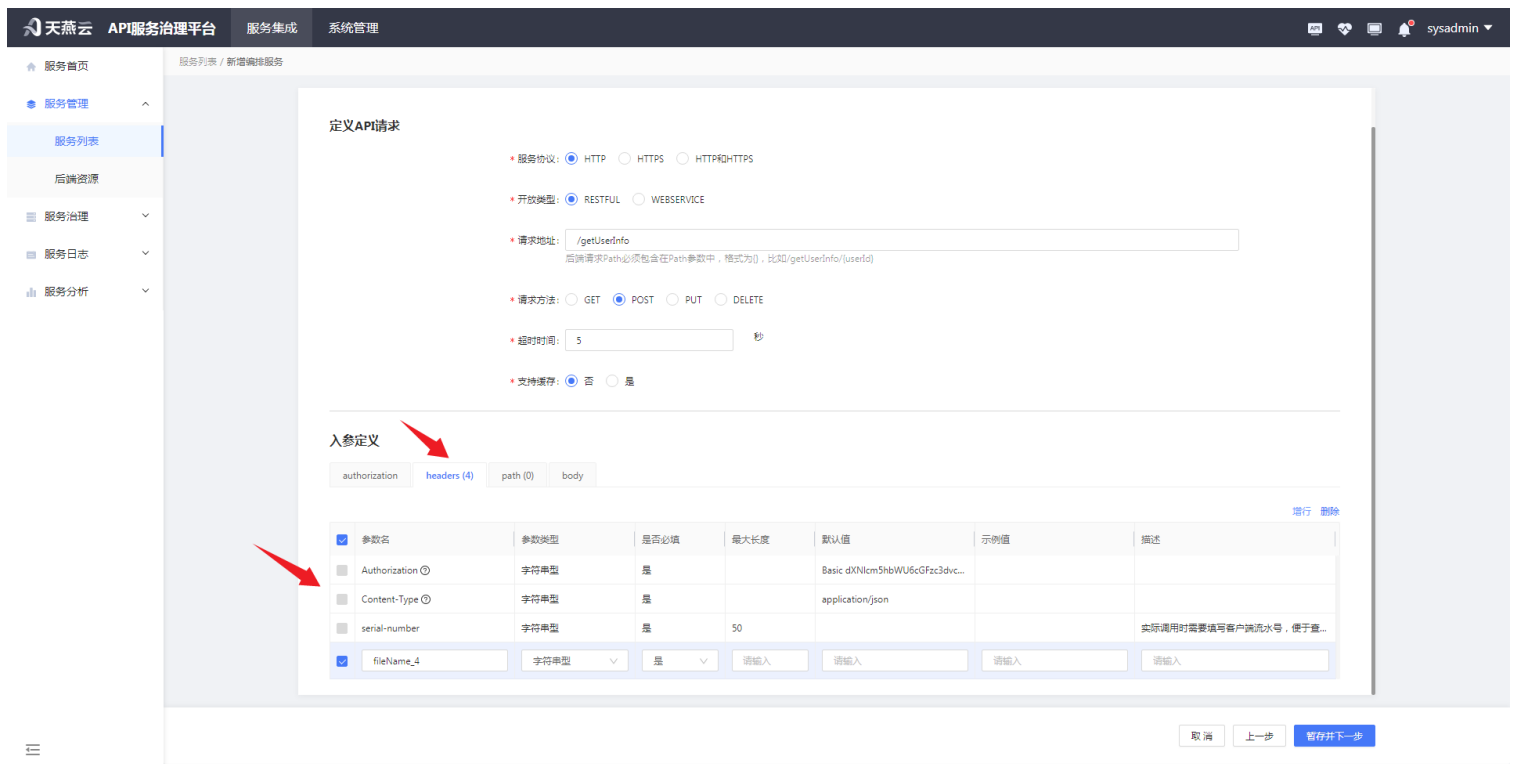 天燕云 API服务治理平台 服务集成 系统管理 API sysadmin
服务首页
服务列表 / 新增编排服务
服务管理
服务列表
后端资源
服务治理
服务日志
服务分析
定义API请求
* 服务协议: HTTP HTTPS HTTP和HTTPS
* 开放类型: RESTFUL WEBSERVICE
* 请求地址: /getUserInfo
后端请求Path必须包含在Path参数中，格式为{}，比如/getUserInfo/{userId}
* 请求方法: GET POST PUT DELETE
* 超时时间: 5 秒
* 支持缓存: 否 是
入参定义
authorization headers (4) path (0) body
增行 删除
参数名 参数类型 是否必填 最大长度 默认值 示例值 描述
Authorization 字符串型 是 Basic dXNlcm5hbWU6cGFzc3dvc...
Content-Type 字符串型 是 application/json
serial-number 字符串型 是 50 实际调用时需要填写客户端流水号，便于查...
fileName_4 字符串型 是 请输入 请输入 请输入 请输入
取 消 上一步 暂存并下一步